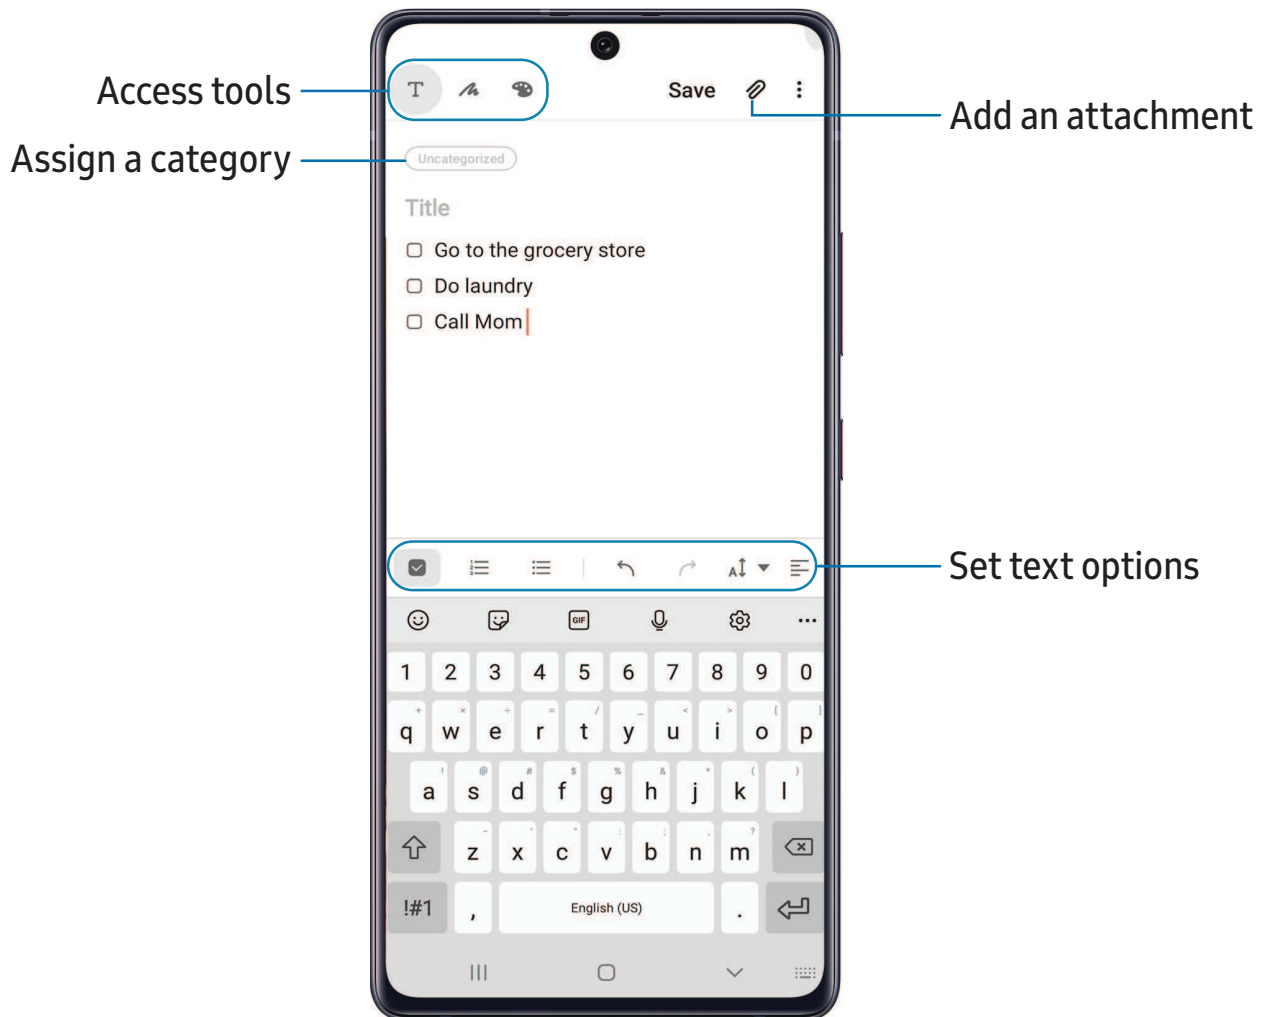 Access tools
T
Save
Add an attachment
Assign a category
Uncategorized
Title
Go to the grocery store
Do laundry
Call Mom
A
Set text options
GIF
1 2 3 4 5 6 7 8 9 0
q w e r t y u i o p
a s d f g h j k l
z x c v b n m
!#1 , English (US) .